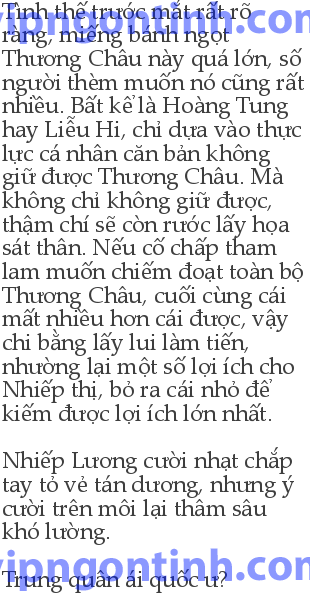 Tình thế trước mắt rất rõ
ràng, miếng bánh ngọt
Thương Châu này quá lớn, số
người thèm muốn nó cũng rất
nhiều. Bất kể là Hoàng Tung
hay Liễu Hi, chỉ dựa vào thực
lực cá nhân căn bản không
giữ được Thương Châu. Mà
không chỉ không giữ được,
thậm chí sẽ còn rước lấy họa
sát thân. Nếu cố chấp tham
lam muốn chiếm đoạt toàn bộ
Thương Châu, cuối cùng cái
mất nhiều hơn cái được, vậy
chi bằng lấy lui làm tiến,
nhường lại một số lợi ích cho
Nhiếp thị, bỏ ra cái nhỏ để
kiếm được lợi ích lớn nhất.
Nhiếp Lương cười nhạt chắp
tay tỏ vẻ tán dương, nhưng ý
cười trên môi lại thâm sâu
khó lường.
vipngontinh.com
Trung quân ái quốc ư?